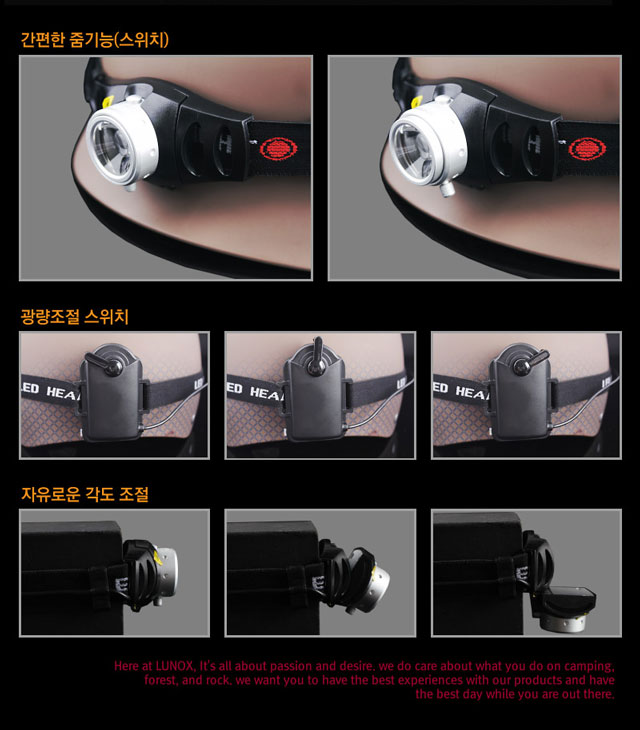 간편한 줌기능(스위치)
광량조절 스위치
LED HEA
ED HEAI
ED HEAI
자유로운 각도 조절
Here at LUNOX, It's all about passion and desire. we do care about what you do on camping,
forest, and rock. we want you to have the best experiences with our products and have
the best day while you are out there.